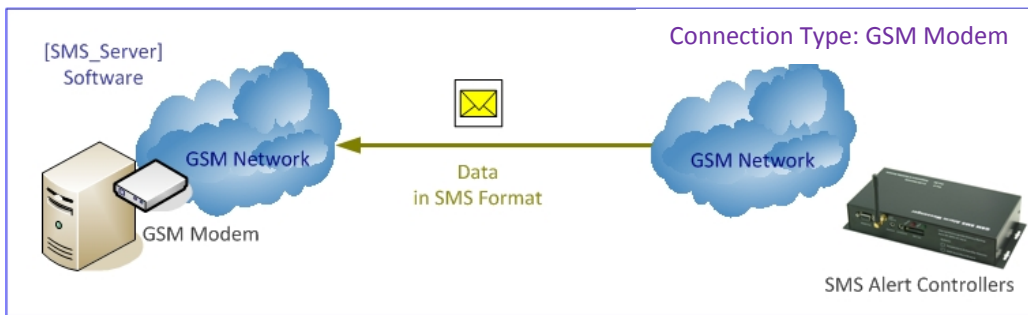 Connection Type: GSM Modem
[SMS_Server]
Software
GSM Network
GSM Modem
Data
in SMS Format
GSM Network
SMS Alert Controllers